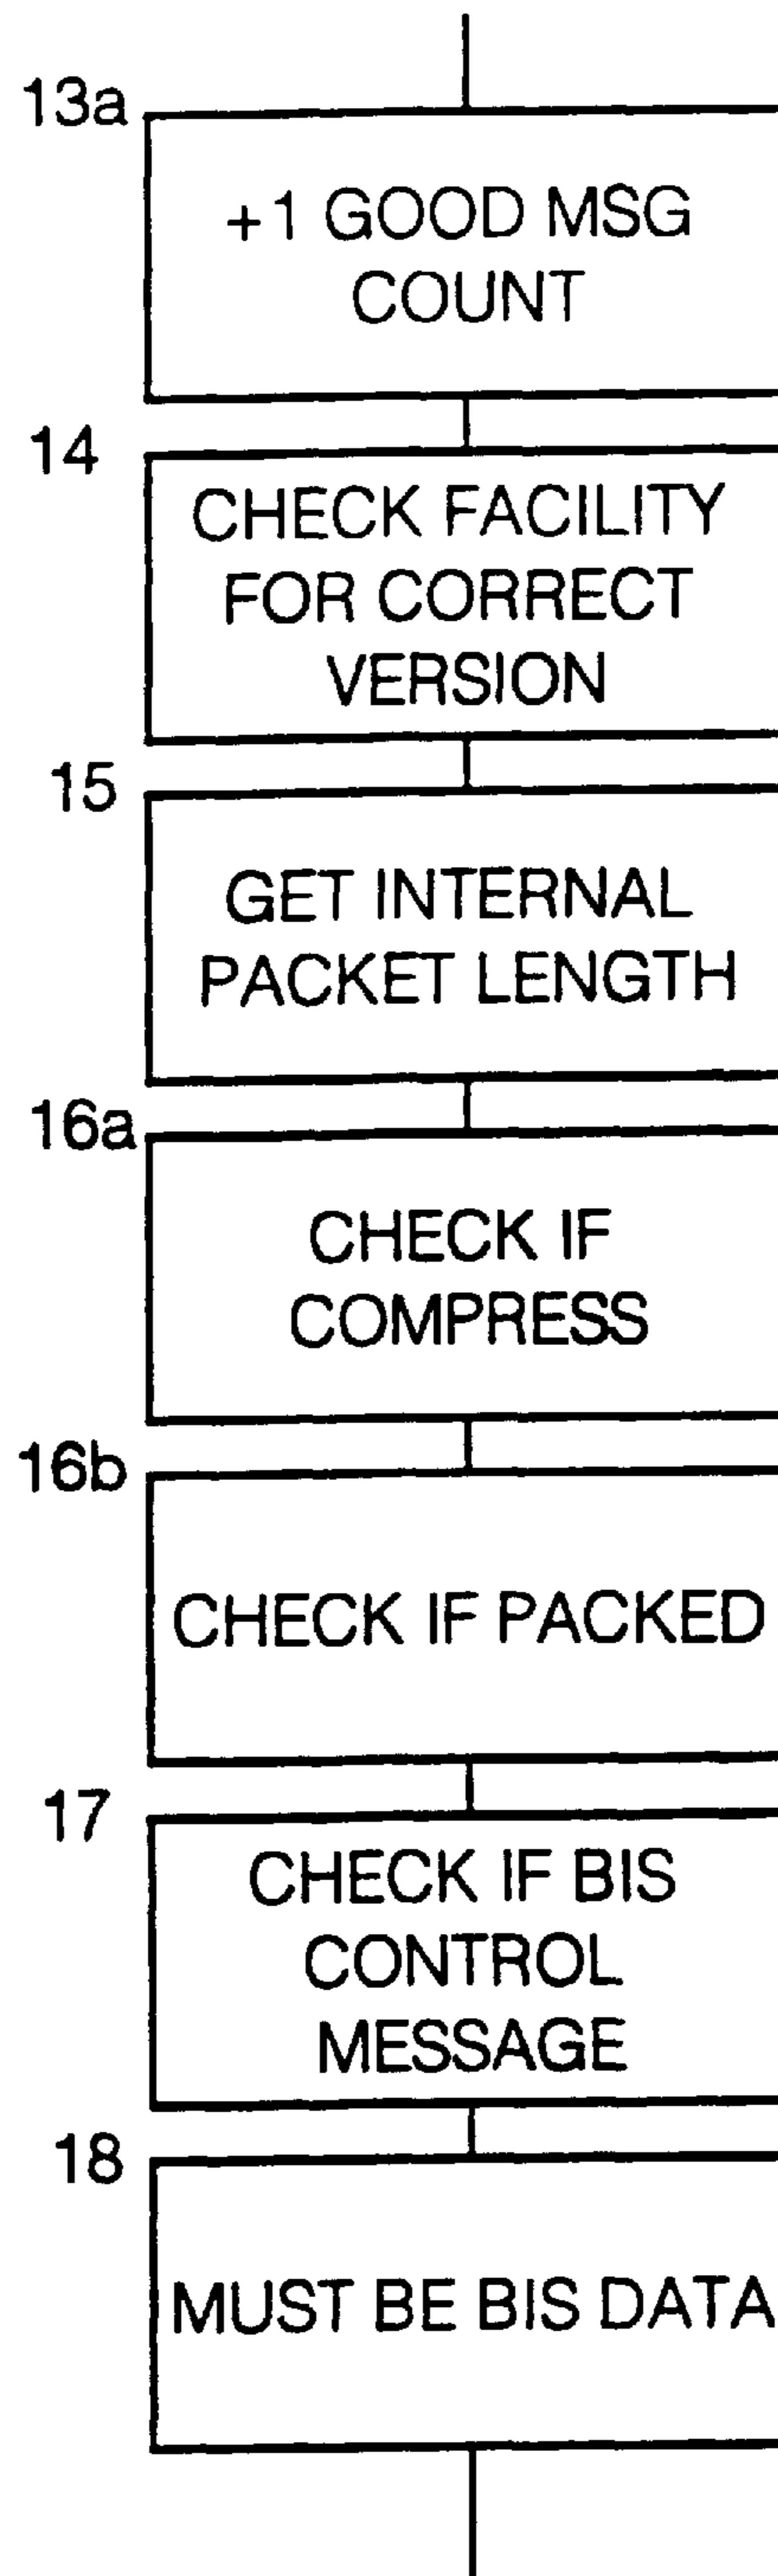 13a
+1 GOOD MSG
COUNT
14
CHECK FACILITY
FOR CORRECT
VERSION
15
GET INTERNAL
PACKET LENGTH
16a
CHECK IF
COMPRESS
16b
CHECK IF PACKED
17
CHECK IF BIS
CONTROL
MESSAGE
18
MUST BE BIS DATA